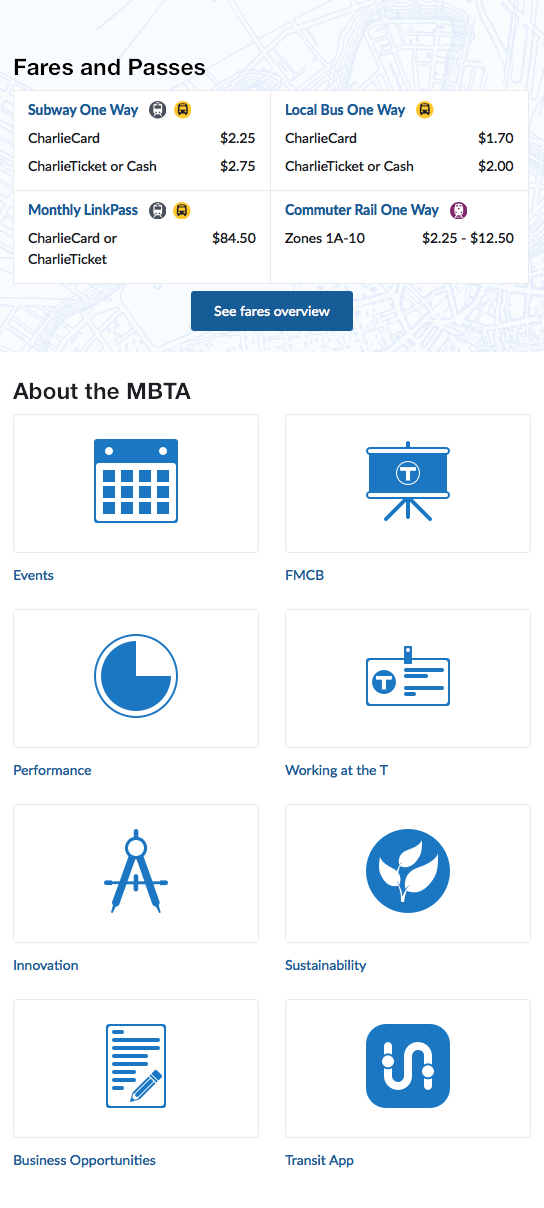 Fares and Passes
Subway One Way
CharlieCard $2.25
CharlieTicket or Cash $2.75
Local Bus One Way
CharlieCard $1.70
CharlieTicket or Cash $2.00
Monthly LinkPass
CharlieCard or $84.50
CharlieTicket
Commuter Rail One Way
Zones 1A-10 $2.25 - $12.50
See fares overview
About the MBTA
Events
T
FMCB
Performance
T
Working at the T
Innovation
Sustainability
Business Opportunities
Transit App